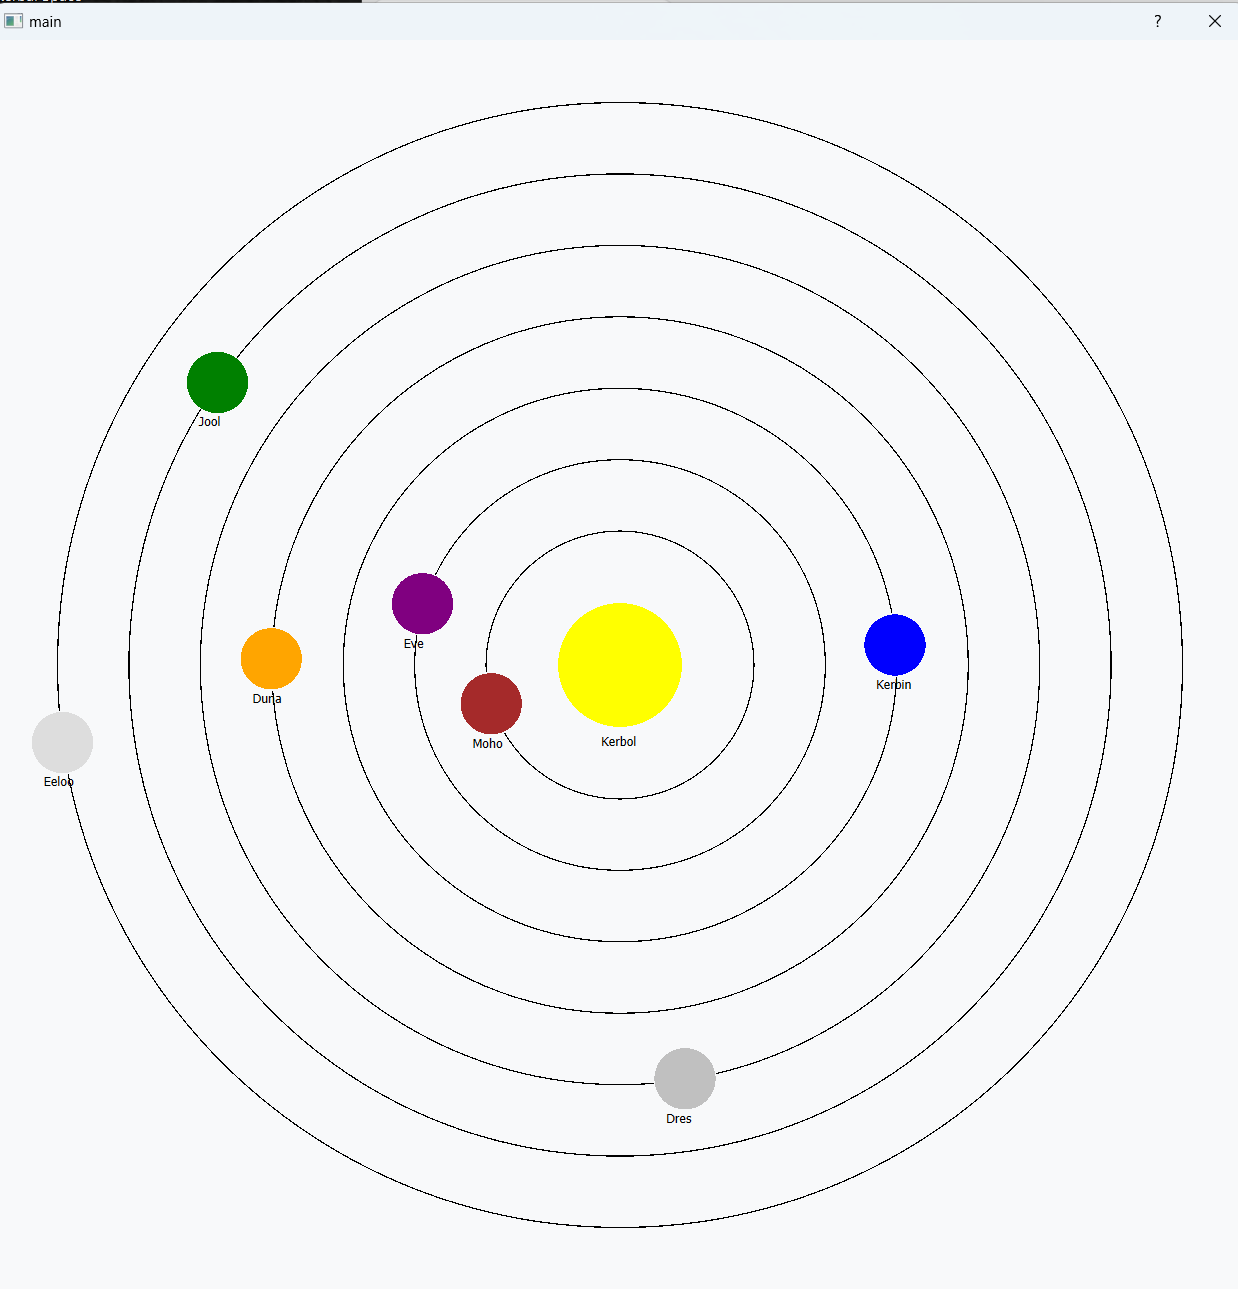 main
?
Jool
Eve
Kerbin
Duna
Kerbol
Moho
Eeloo
Dres